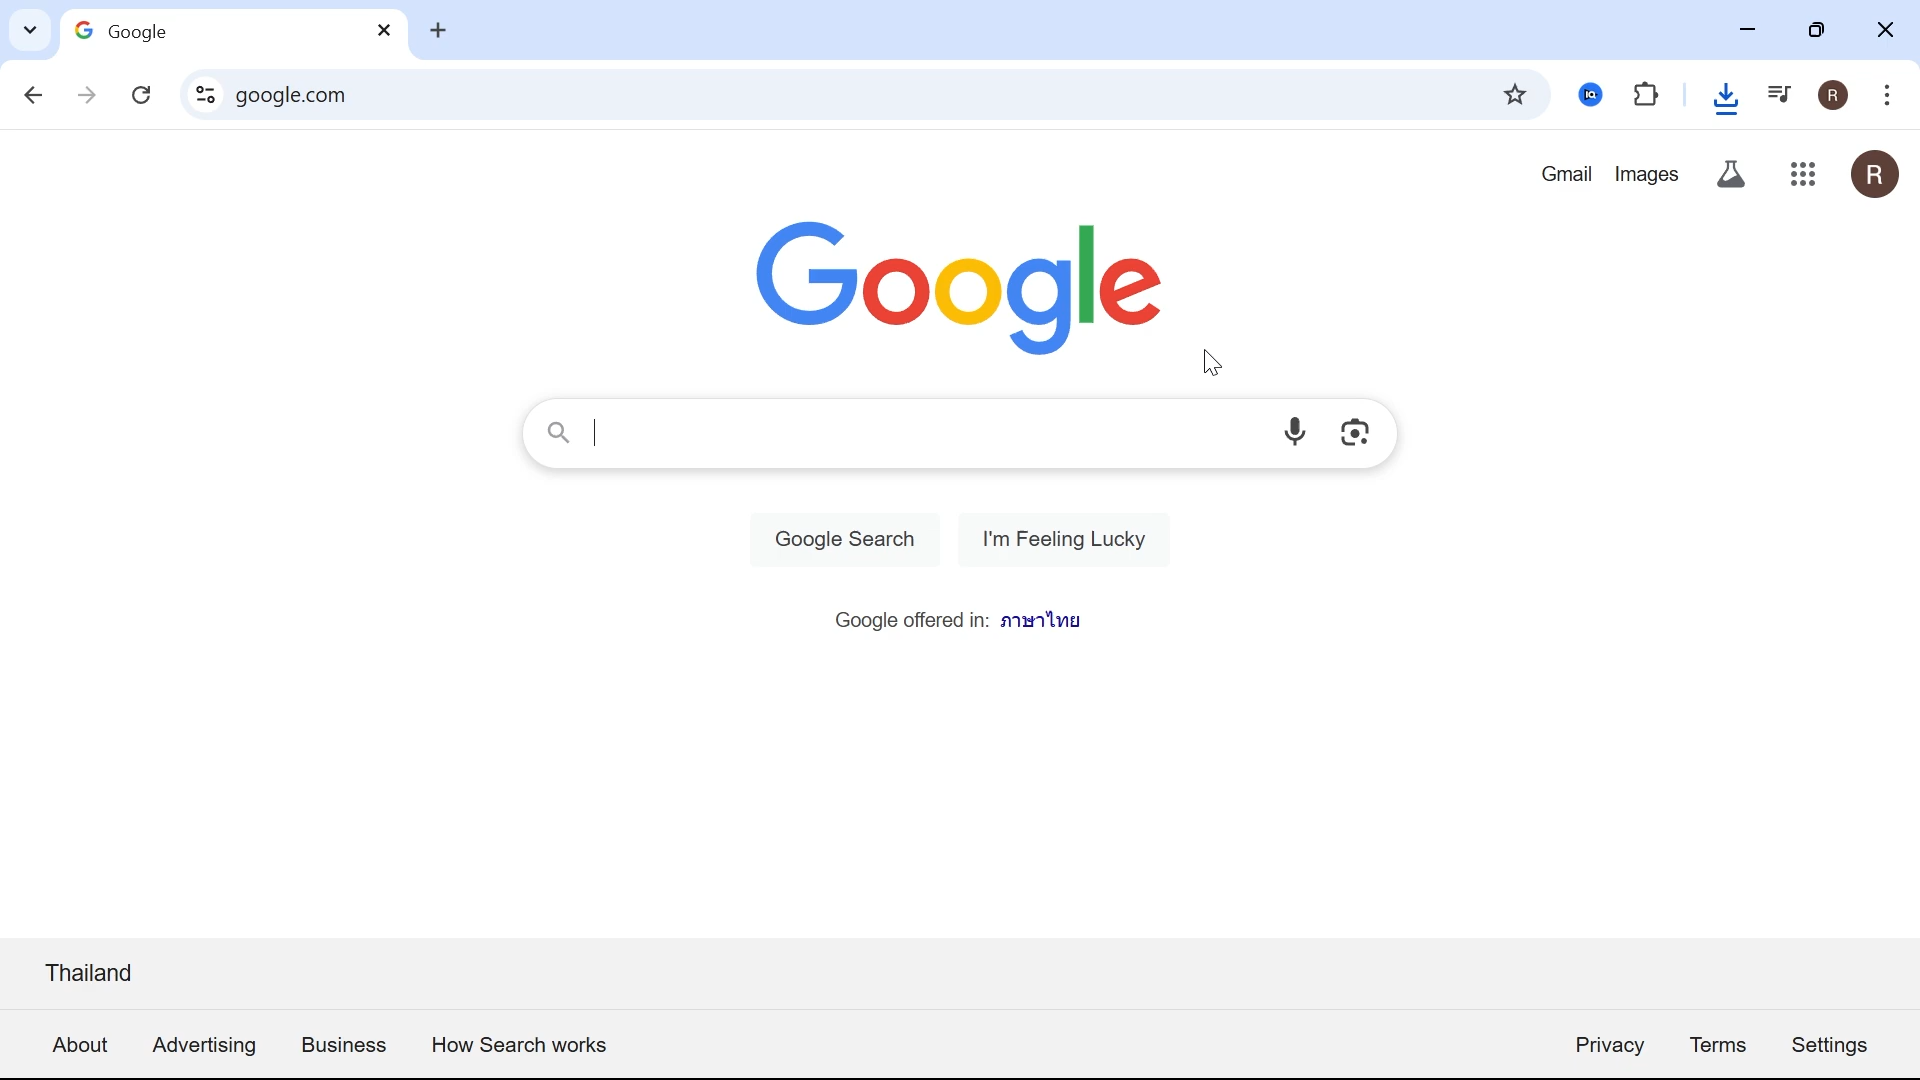 Google
google.com
R
Gmail Images
R
Google
Google Search I'm Feeling Lucky
Google offered in: ภาษาไทย
Thailand
About Advertising Business How Search works Privacy Terms Settings